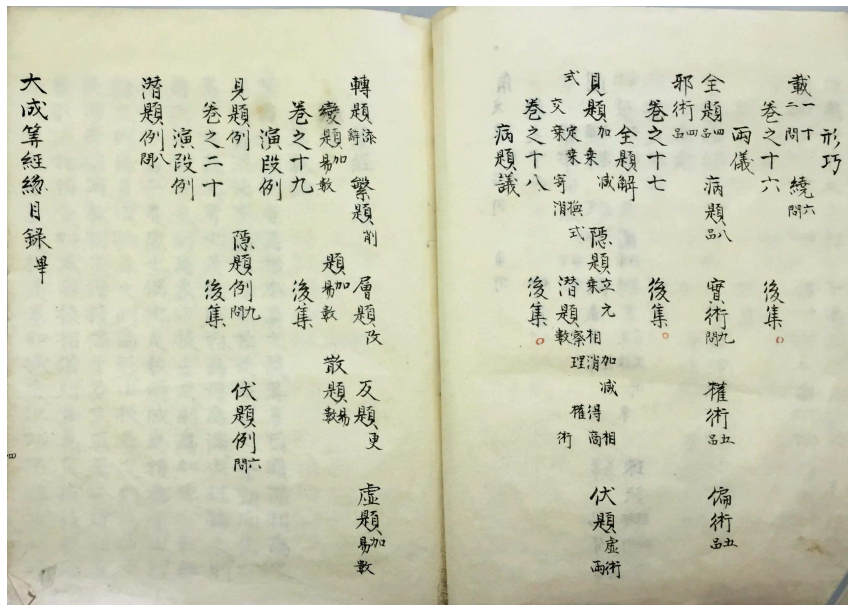 形巧
載一十二問 繞六問
卷之十六 後集
兩儀
全題四品 病題八品 實術九問 權術五品 偏術五品
邪術四品
卷之十七 後集
全題解
見題加減乘 隱題立元加減相乘相消得商 伏題虛術兩
式定乘換式交乘寄消 潛題察理數 權術
卷之十八 後集
病題議
轉題添辭 繁題削 層題改 反題更 虛題加易數
變題加易數 題加易數 散題易數
卷之十九 後集
演段例
見題例 隱題例九問 伏題例六問
卷之二十 後集
演段例
潛題例八問
大成筭經總目錄畢
四